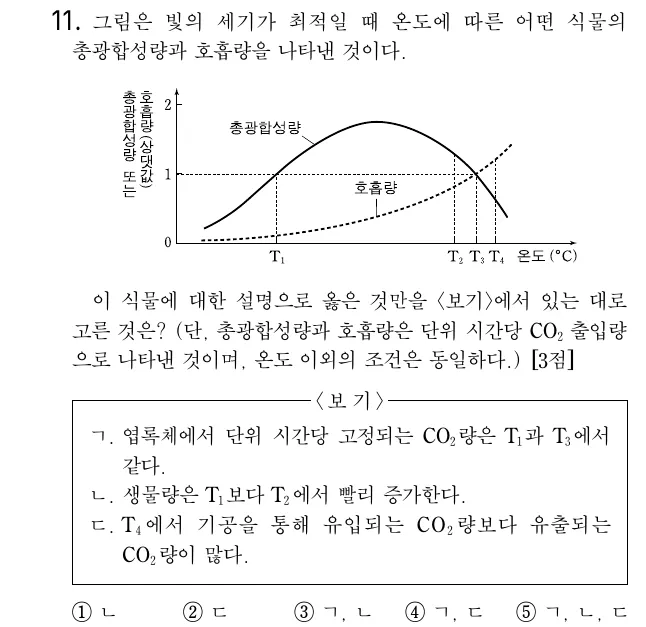 11. 그림은 빛의 세기가 최적일 때 온도에 따른 어떤 식물의
총광합성량과 호흡량을 나타낸 것이다.
총광합성량 또는
호흡량(상댓값)
2
1
0
총광합성량
호흡량
T₁
T₂
T₃
T₄
온도(℃)
이 식물에 대한 설명으로 옳은 것만을 〈보기〉에서 있는 대로
고른 것은? (단, 총광합성량과 호흡량은 단위 시간당 CO₂ 출입량
으로 나타낸 것이며, 온도 이외의 조건은 동일하다.) [3점]
〈보 기〉
ㄱ. 엽록체에서 단위 시간당 고정되는 CO₂량은 T₁과 T₃에서
같다.
ㄴ. 생물량은 T₁보다 T₂에서 빨리 증가한다.
ㄷ. T₄에서 기공을 통해 유입되는 CO₂량보다 유출되는
CO₂량이 많다.
① ㄴ ② ㄷ ③ ㄱ, ㄴ ④ ㄱ, ㄷ ⑤ ㄱ, ㄴ, ㄷ